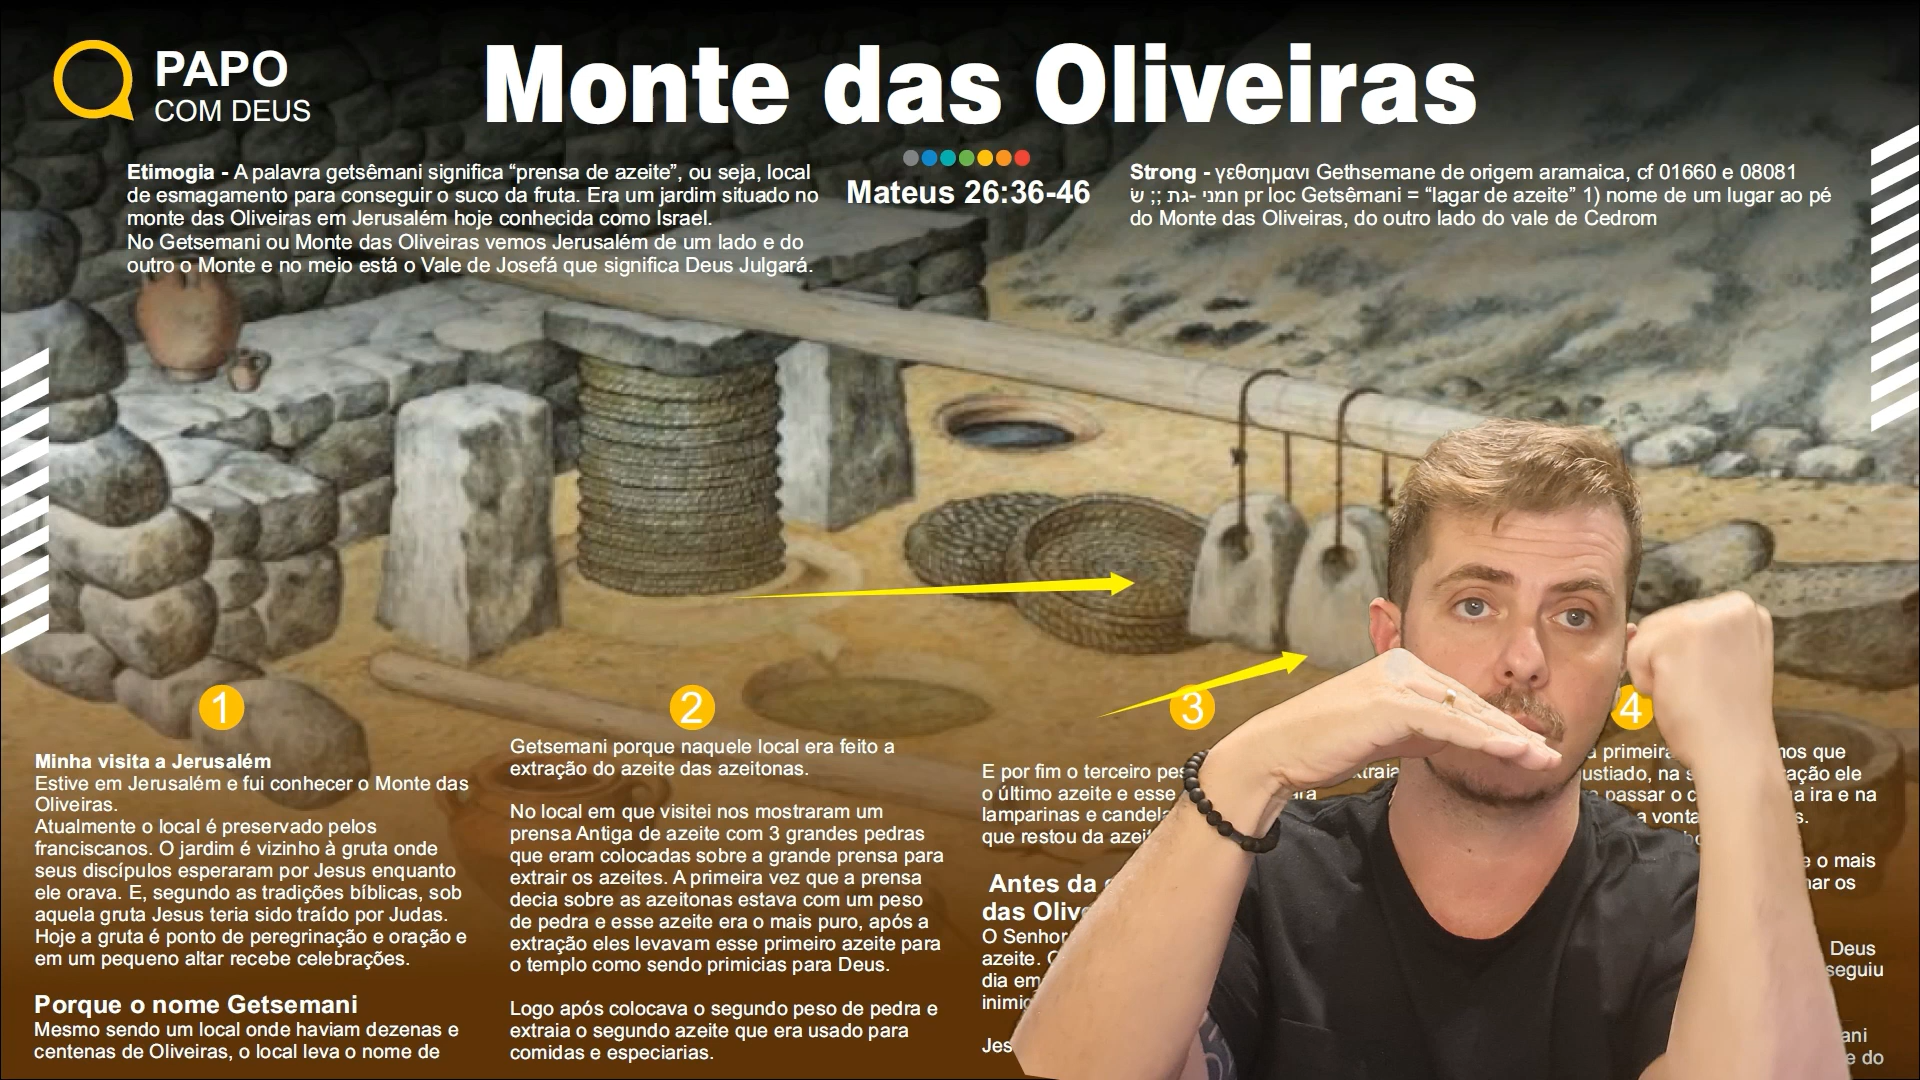 PAPO
COM DEUS
Monte das Oliveiras
Etimogia - A palavra getsêmani significa “prensa de azeite”, ou seja, local
de esmagamento para conseguir o suco da fruta. Era um jardim situado no
monte das Oliveiras em Jerusalém hoje conhecida como Israel.
No Getsemani ou Monte das Oliveiras vemos Jerusalém de um lado e do
outro o Monte e no meio está o Vale de Josefá que significa Deus Julgará.
Mateus 26:36-46
Strong - γεθσημανι Gethsemane de origem aramaica, cf 01660 e 08081
שׂ ;; גת- חמני pr loc Getsêmani = “lagar de azeite” 1) nome de um lugar ao pé
do Monte das Oliveiras, do outro lado do vale de Cedrom
1
Minha visita a Jerusalém
Estive em Jerusalém e fui conhecer o Monte das
Oliveiras.
Atualmente o local é preservado pelos
franciscanos. O jardim é vizinho à gruta onde
seus discípulos esperaram por Jesus enquanto
ele orava. E, segundo as tradições bíblicas, sob
aquela gruta Jesus teria sido traído por Judas.
Hoje a gruta é ponto de peregrinação e oração e
em um pequeno altar recebe celebrações.
Porque o nome Getsemani
Mesmo sendo um local onde haviam dezenas e
centenas de Oliveiras, o local leva o nome de
2
Getsemani porque naquele local era feito a
extração do azeite das azeitonas.
No local em que visitei nos mostraram um
prensa Antiga de azeite com 3 grandes pedras
que eram colocadas sobre a grande prensa para
extrair os azeites. A primeira vez que a prensa
decia sobre as azeitonas estava com um peso
de pedra e esse azeite era o mais puro, após a
extração eles levavam esse primeiro azeite para
o templo como sendo primicias para Deus.
Logo após colocava o segundo peso de pedra e
extraia o segundo azeite que era usado para
comidas e especiarias.
3
E por fim o terceiro
o último azeite e esse
lamparinas e
que restou da
Antes da
das
O Senhor
azeite.
dia em
4
primeira
que
ele
passar o
ira e na
a
e o mais
os
Deus
do